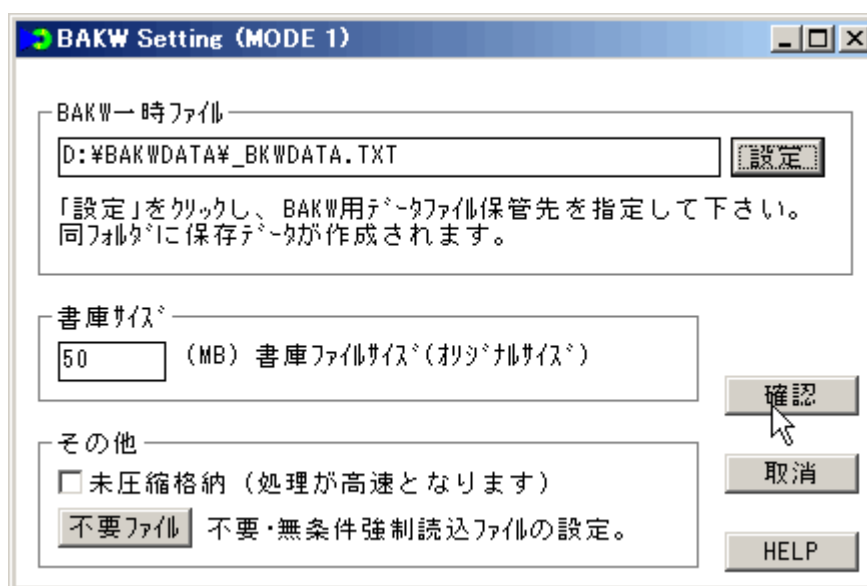 BAKW Setting (MODE 1)
BAKW一時ﾌｧｲﾙ
D:¥BAKWDATA¥_BKWDATA.TXT
設定
「設定」をｸﾘｯｸし、BAKW用ﾃﾞｰﾀﾌｧｲﾙ保管先を指定して下さい。
同ﾌｫﾙﾀﾞに保存ﾃﾞｰﾀが作成されます。
書庫ｻｲｽﾞ
50 (MB) 書庫ﾌｧｲﾙｻｲｽﾞ(ｵﾘｼﾞﾅﾙｻｲｽﾞ)
確認
その他
未圧縮格納（処理が高速となります）
取消
不要ﾌｧｲﾙ 不要・無条件強制読込ﾌｧｲﾙの設定。
HELP